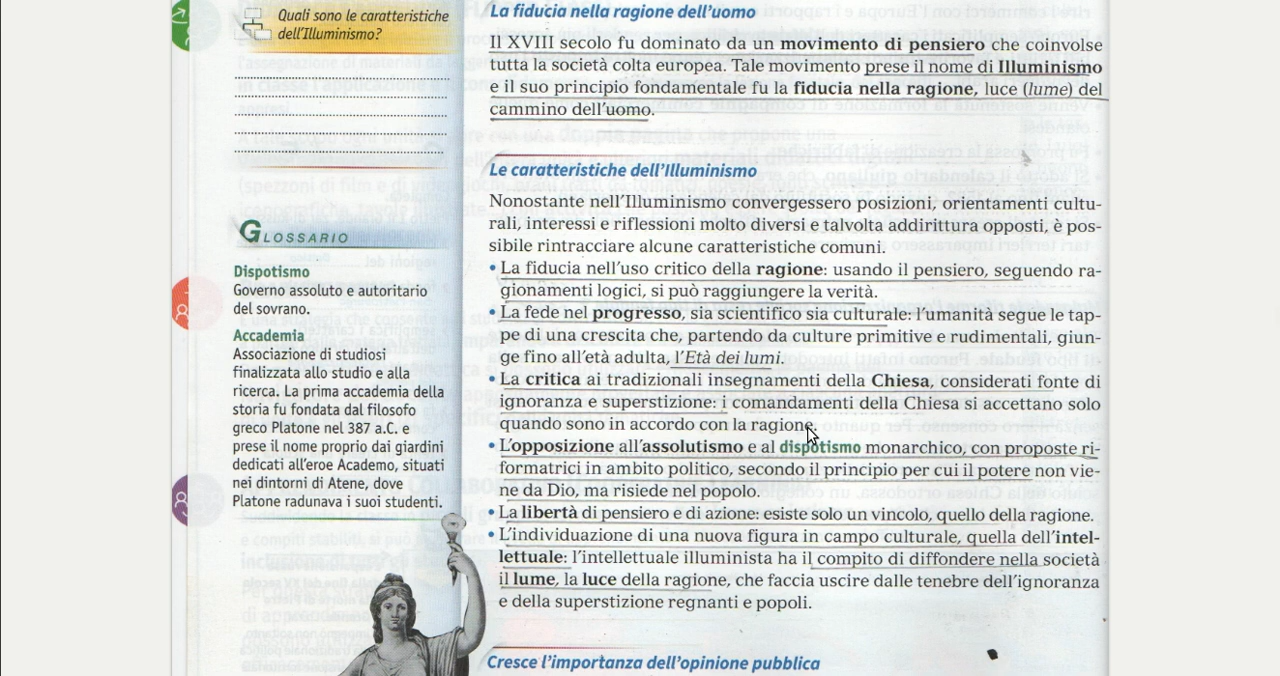 Quali sono le caratteristiche
dell'Illuminismo?
GLOSSARIO
Dispotismo
Governo assoluto e autoritario
del sovrano.
Accademia
Associazione di studiosi
finalizzata allo studio e alla
ricerca. La prima accademia della
storia fu fondata dal filosofo
greco Platone nel 387 a.C. e
prese il nome proprio dai giardini
dedicati all'eroe Academo, situati
nei dintorni di Atene, dove
Platone radunava i suoi studenti.
La fiducia nella ragione dell'uomo
Il XVIII secolo fu dominato da un movimento di pensiero che coinvolse
tutta la società colta europea. Tale movimento prese il nome di Illuminismo
e il suo principio fondamentale fu la fiducia nella ragione, luce (lume) del
cammino dell'uomo.
Le caratteristiche dell'Illuminismo
Nonostante nell'Illuminismo convergessero posizioni, orientamenti cultu-
rali, interessi e riflessioni molto diversi e talvolta addirittura opposti, è pos-
sibile rintracciare alcune caratteristiche comuni.
• La fiducia nell'uso critico della ragione: usando il pensiero, seguendo ra-
gionamenti logici, si può raggiungere la verità.
• La fede nel progresso, sia scientifico sia culturale: l'umanità segue le tap-
pe di una crescita che, partendo da culture primitive e rudimentali, giun-
ge fino all'età adulta, l'Età dei lumi.
• La critica ai tradizionali insegnamenti della Chiesa, considerati fonte di
ignoranza e superstizione: i comandamenti della Chiesa si accettano solo
quando sono in accordo con la ragione.
• L'opposizione all'assolutismo e al dispotismo monarchico, con proposte ri-
formatrici in ambito politico, secondo il principio per cui il potere non vie-
ne da Dio, ma risiede nel popolo.
• La libertà di pensiero e di azione: esiste solo un vincolo, quello della ragione.
• L'individuazione di una nuova figura in campo culturale, quella dell'intel-
lettuale: l'intellettuale illuminista ha il compito di diffondere nella società
il lume, la luce della ragione, che faccia uscire dalle tenebre dell'ignoranza
e della superstizione regnanti e popoli.
Cresce l'importanza dell'opinione pubblica